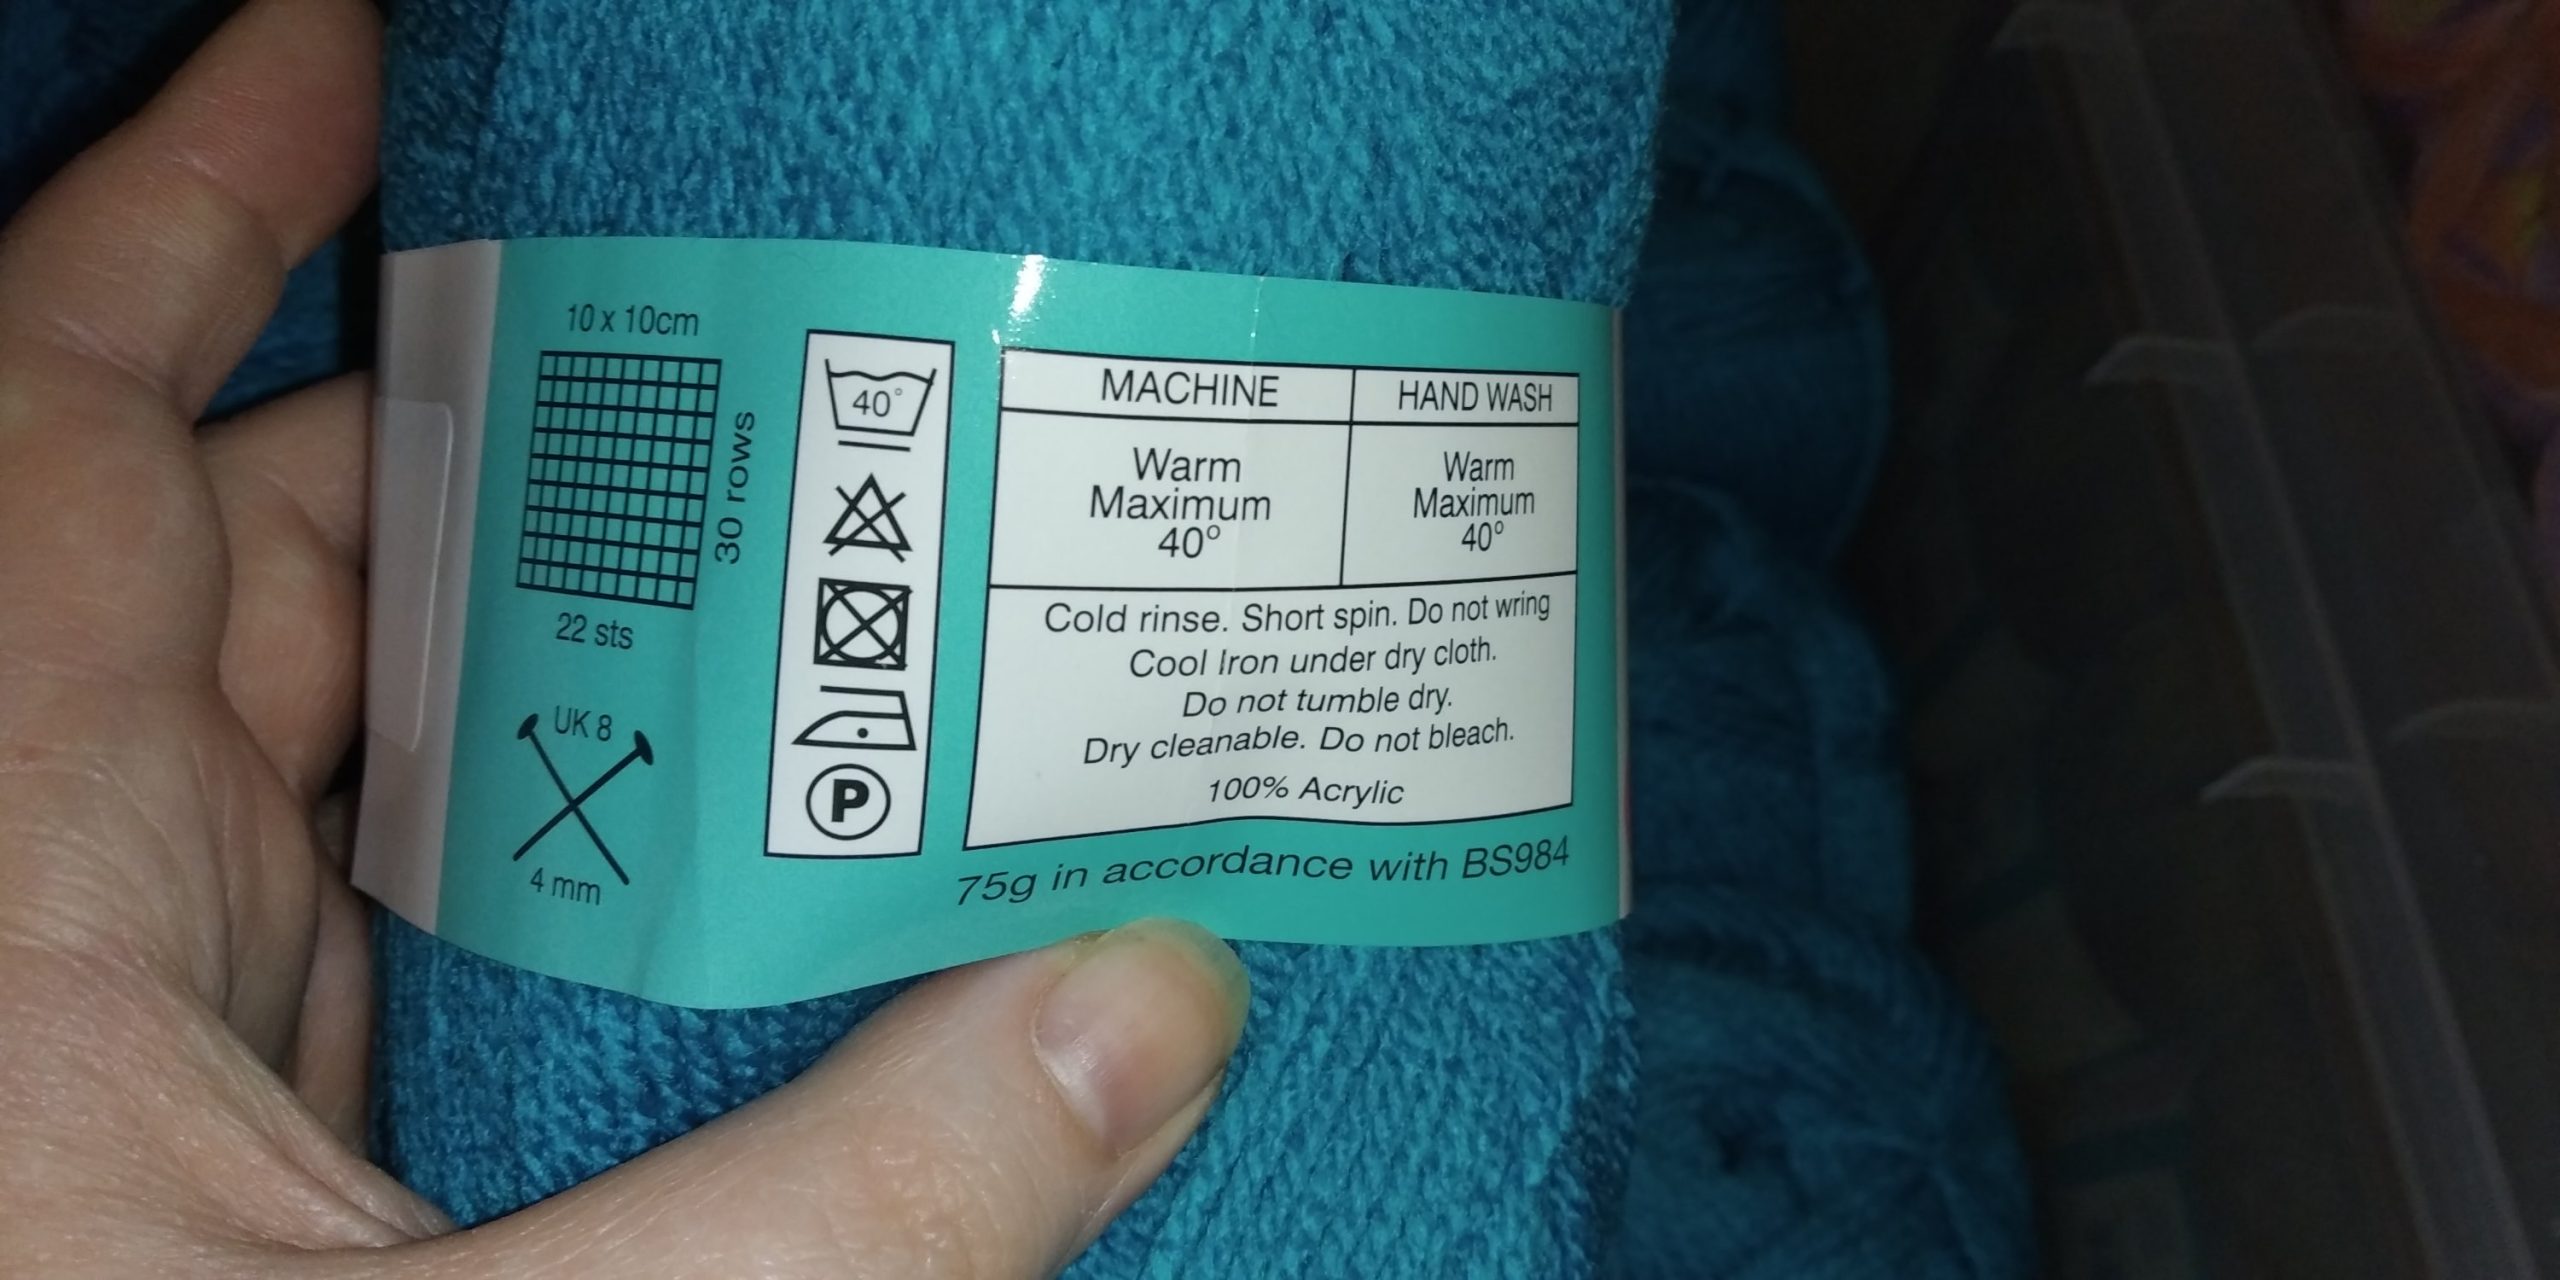 10 x 10cm
30 rows
22 sts
UK 8
4 mm
40°
P
MACHINE
HAND WASH
Warm
Maximum
40°
Warm
Maximum
40°
Cold rinse. Short spin. Do not wring
Cool Iron under dry cloth.
Do not tumble dry.
Dry cleanable. Do not bleach.
100% Acrylic
75g in accordance with BS984